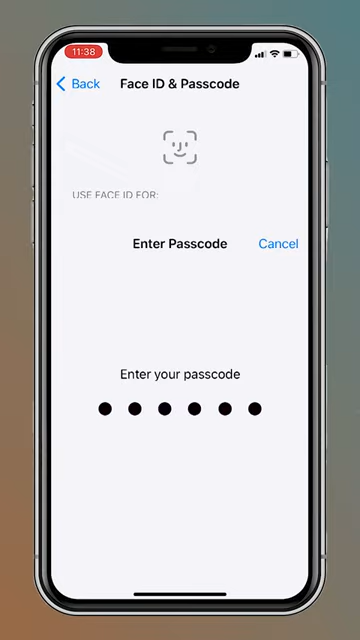 11:38
Back
Face ID & Passcode
USE FACE ID FOR:
Enter Passcode
Cancel
Enter your passcode